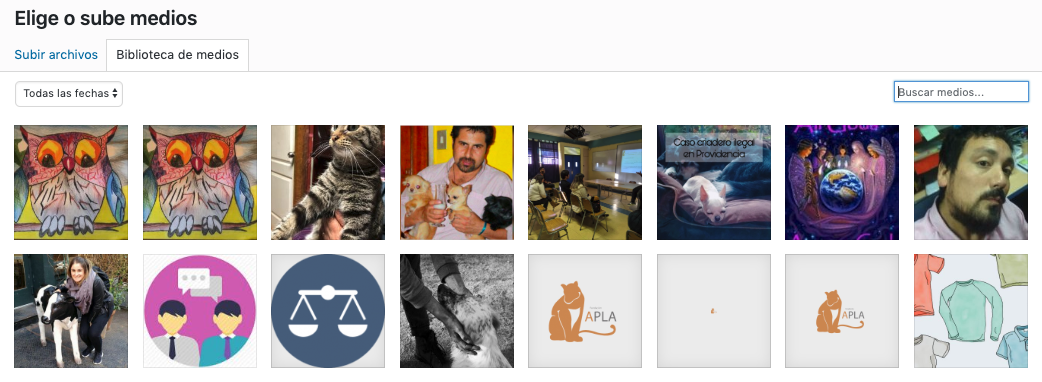 Elige o sube medios
Subir archivos
Biblioteca de medios
Todas las fechas
Buscar medios...
Caso criadero ilegal
en Providencia
APLA
APLA